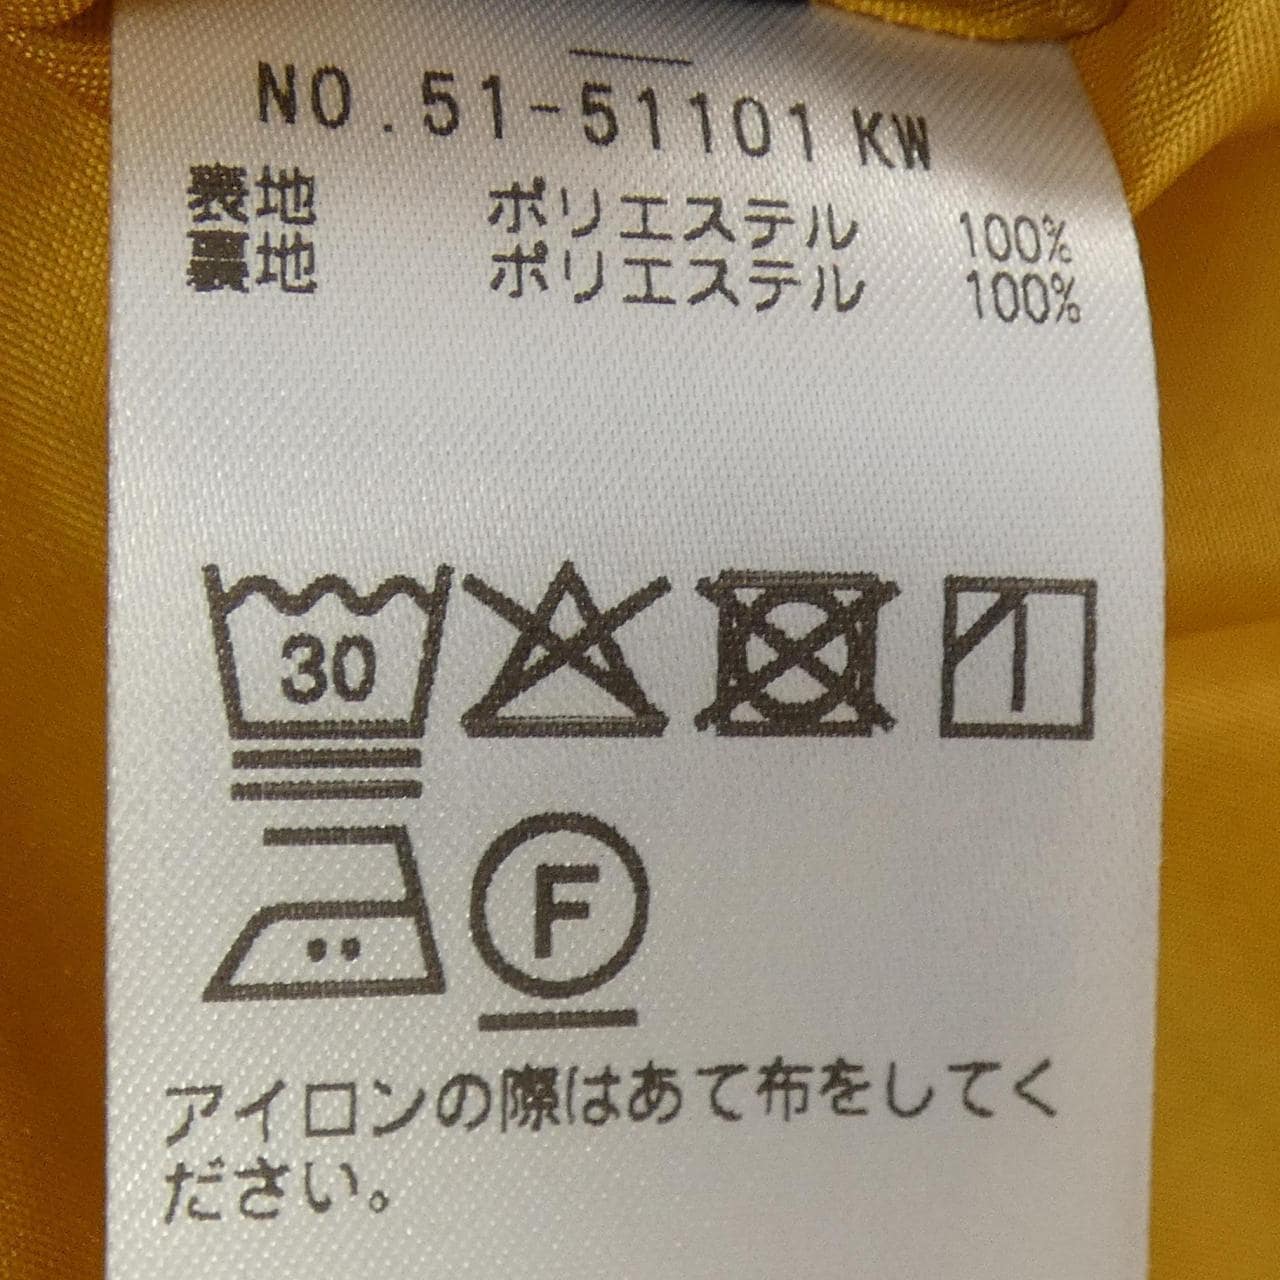 NO.51-51101 KW
表地 ポリエステル 100%
裏地 ポリエステル 100%
30
F
アイロンの際はあて布をしてく
ださい。